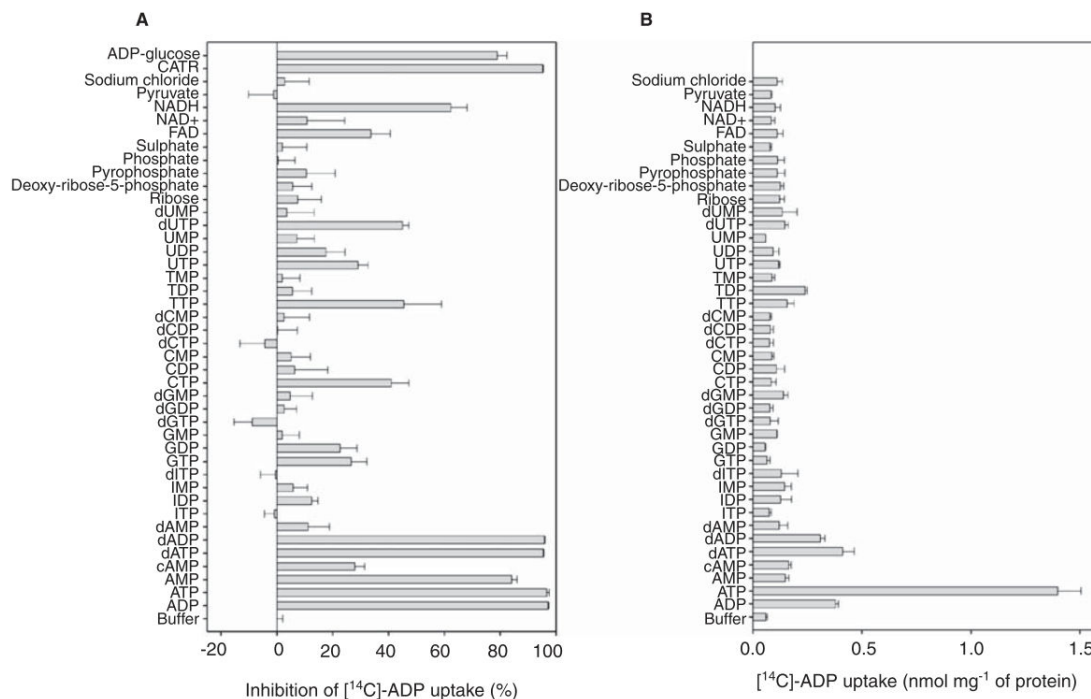 A
ADP-glucose
CATR
Sodium chloride
Pyruvate
NADH
NAD+
FAD
Sulphate
Phosphate
Pyrophosphate
Deoxy-ribose-5-phosphate
Ribose
dUMP
dUTP
UMP
UDP
UTP
TMP
TDP
TTP
dCMP
dCDP
dCTP
CMP
CDP
CTP
dGMP
dGDP
dGTP
GMP
GDP
GTP
dITP
IMP
IDP
ITP
dAMP
dADP
dATP
cAMP
AMP
ATP
ADP
Buffer
-20 0 20 40 60 80 100
Inhibition of [¹⁴C]-ADP uptake (%)
B
Sodium chloride
Pyruvate
NADH
NAD+
FAD
Sulphate
Phosphate
Pyrophosphate
Deoxy-ribose-5-phosphate
Ribose
dUMP
dUTP
UMP
UDP
UTP
TMP
TDP
TTP
dCMP
dCDP
dCTP
CMP
CDP
CTP
dGMP
dGDP
dGTP
GMP
GDP
GTP
dITP
IMP
IDP
ITP
dAMP
dADP
dATP
cAMP
AMP
ATP
ADP
Buffer
0.0 0.5 1.0 1.5
[¹⁴C]-ADP uptake (nmol mg⁻¹ of protein)